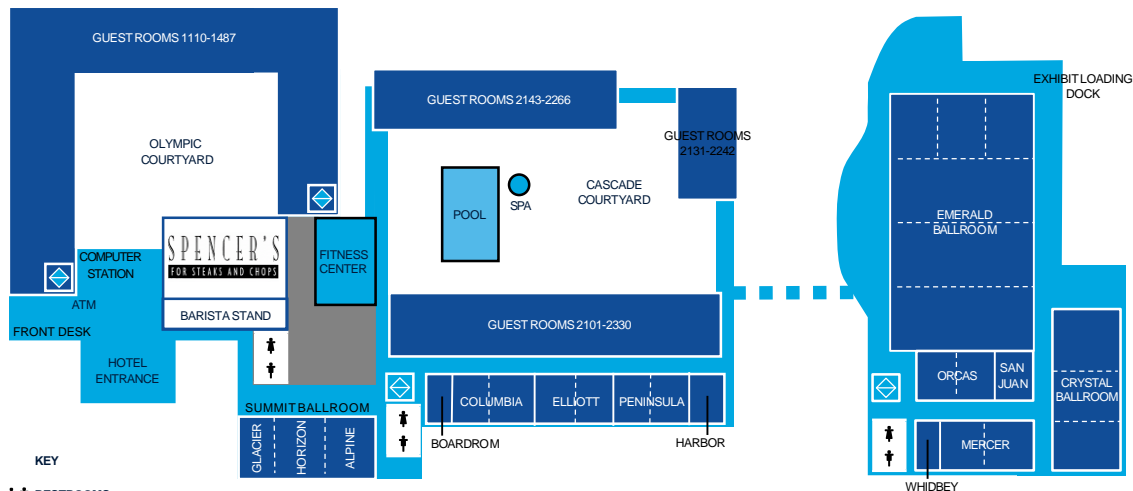 GUEST ROOMS 1110-1487
EXHIBIT LOADING
DOCK
GUEST ROOMS 2143-2266
GUEST ROOMS
2131-2242
OLYMPIC
COURTYARD
CASCADE
COURTYARD
POOL
SPA
EMERALD
BALLROOM
SPENCER'S
FOR STEAKS AND CHOPS
FITNESS
CENTER
COMPUTER
STATION
ATM
BARISTA STAND
FRONT DESK
GUEST ROOMS 2101-2330
HOTEL
ENTRANCE
ORCAS
SAN
JUAN
CRYSTAL
BALLROOM
SUMMIT BALLROOM
COLUMBIA
ELLIOTT
PENINSULA
GLACIER
HORIZON
ALPINE
BOARDROM
HARBOR
MERCER
WHIDBEY
KEY
RESTROOMS